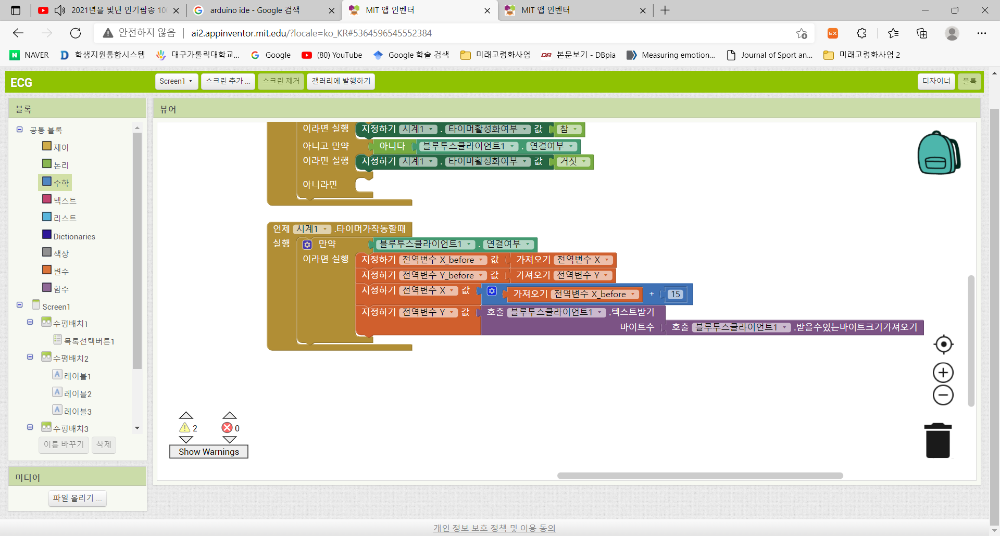 2021년을 빛낸 인기팝송 100
arduino ide - Google 검색
MIT 앱 인벤터
MIT 앱 인벤터
안전하지 않음 | ai2.appinventor.mit.edu/?locale=ko_KR#5364596545552384
NAVER
학생지원통합시스템
대구가톨릭대학교...
Google
(80) YouTube
Google 학술 검색
미래고령화사업
본문보기 - DBpia
Measuring emotion...
Journal of Sport an...
미래고령화사업 2
ECG
Screen1
스크린 추가 ...
스크린 제거
갤러리에 발행하기
디자이너
블록
블록
공통 블록
제어
논리
수학
텍스트
리스트
Dictionaries
색상
변수
함수
Screen1
수평배치1
목록선택버튼1
수평배치2
레이블1
레이블2
레이블3
수평배치3
이름 바꾸기
삭제
미디어
파일 올리기 ...
뷰어
이라면 실행 지정하기 시계1 . 타이머활성화여부 값 참
아니고 만약 아니다 블루투스클라이언트1 . 연결여부
이라면 실행 지정하기 시계1 . 타이머활성화여부 값 거짓
아니라면
언제 시계1 .타이머가작동할때
실행 만약 블루투스클라이언트1 . 연결여부
이라면 실행 지정하기 전역변수 X_before 값 가져오기 전역변수 X
지정하기 전역변수 Y_before 값 가져오기 전역변수 Y
지정하기 전역변수 X 값 가져오기 전역변수 X_before + 15
지정하기 전역변수 Y 값 호출 블루투스클라이언트1 .텍스트받기
바이트수 호출 블루투스클라이언트1 .받을수있는바이트크기가져오기
2
0
Show Warnings
개인 정보 보호 정책 및 이용 동의